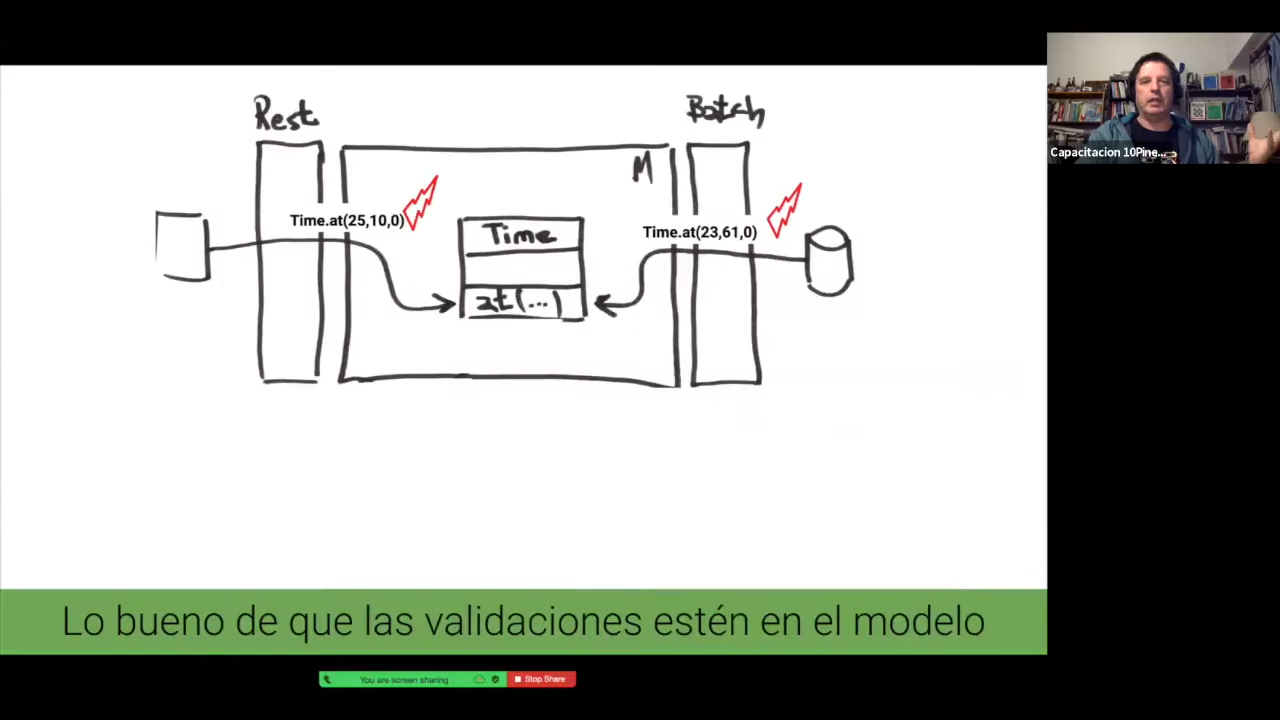 Rest
Batch
M
Time.at(25,10,0)
Time
Time.at(23,61,0)
at(...)
Capacitacion 10Pine...
Lo bueno de que las validaciones estén en el modelo
You are screen sharing
Stop Share